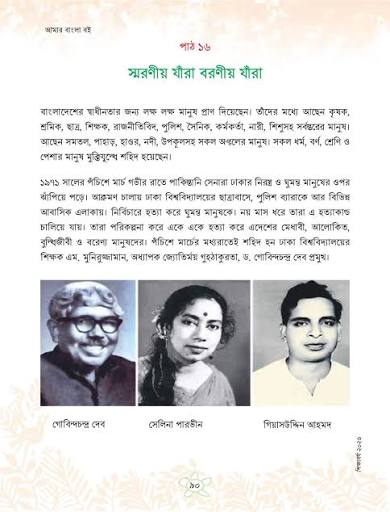 আমার বাংলা বই
পাঠ ১৬
স্মরণীয় যাঁরা বরণীয় যাঁরা
বাংলাদেশের স্বাধীনতার জন্য লক্ষ লক্ষ মানুষ প্রাণ দিয়েছেন। তাঁদের মধ্যে আছেন কৃষক,
শ্রমিক, ছাত্র, শিক্ষক, রাজনীতিবিদ, পুলিশ, সৈনিক, কর্মকর্তা, নারী, শিশুসহ সর্বস্তরের মানুষ।
আছেন সমতল, পাহাড়, হাওর, নদী, উপকূলসহ সকল অঞ্চলের মানুষ। সকল ধর্ম, বর্ণ, শ্রেণি ও
পেশার মানুষ মুক্তিযুদ্ধে শহিদ হয়েছেন।
১৯৭১ সালের পঁচিশে মার্চ গভীর রাতে পাকিস্তানি সেনারা ঢাকার নিরস্ত্র ও ঘুমন্ত মানুষের ওপর
ঝাঁপিয়ে পড়ে। আক্রমণ চালায় ঢাকা বিশ্ববিদ্যালয়ের ছাত্রাবাসে, পুলিশ ব্যারাকে আর বিভিন্ন
আবাসিক এলাকায়। নির্বিচারে হত্যা করে ঘুমন্ত মানুষকে। নয় মাস ধরে তারা এ হত্যাকাণ্ড
চালিয়ে যায়। তারা পরিকল্পনা করে একে একে হত্যা করে এদেশের মেধাবী, আলোকিত,
বুদ্ধিজীবী ও বরেণ্য মানুষদের। পঁচিশে মার্চের মধ্যরাতেই শহিদ হন ঢাকা বিশ্ববিদ্যালয়ের
শিক্ষক এম. মুনিরুজ্জামান, অধ্যাপক জ্যোতির্ময় গুহঠাকুরতা, ড. গোবিন্দচন্দ্র দেব প্রমুখ।
গোবিন্দচন্দ্র দেব
সেলিনা পারভীন
গিয়াসউদ্দিন আহমদ
শিক্ষাবর্ষ ২০২৬
৯০